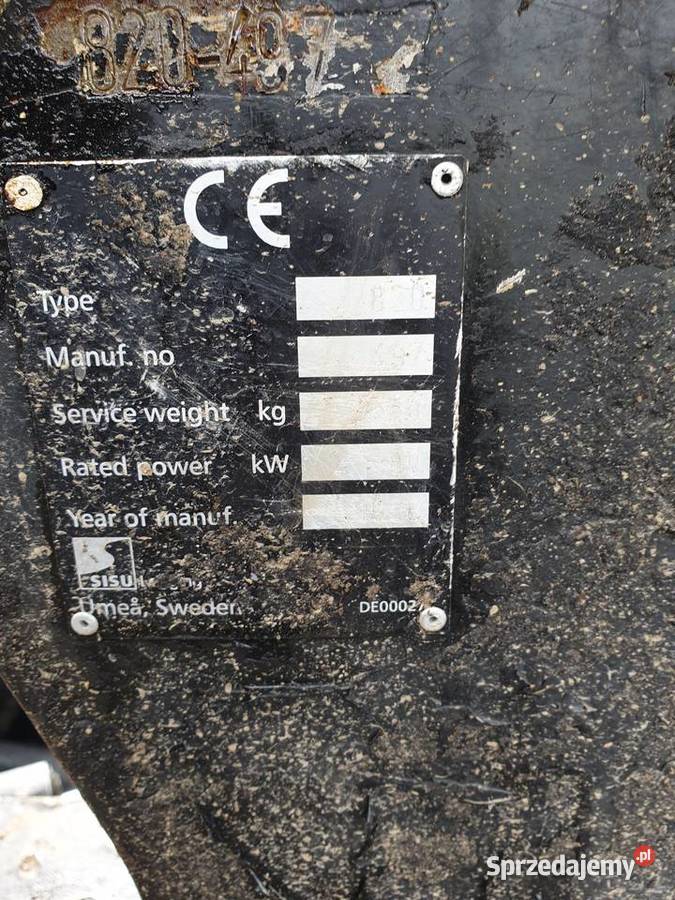 820-497
CE
Type
Manuf. no
Service weight kg
Rated power kW
Year of manuf.
SISU
Umeå, Sweden
DE0002
Sprzedajemy.pl